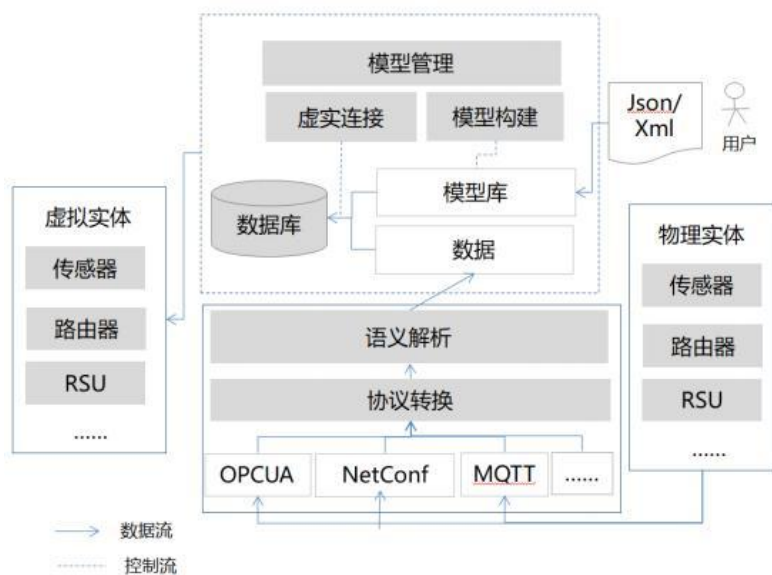 模型管理
虚实连接
模型构建
Json/
Xml
用户
模型库
数据库
数据
虚拟实体
传感器
路由器
RSU
......
物理实体
传感器
路由器
RSU
......
语义解析
协议转换
OPCUA
NetConf
MQTT
......
数据流
控制流